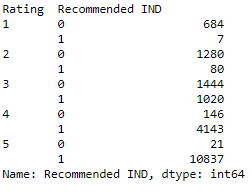 Rating  Recommended IND
1       0                    684
        1                      7
2       0                   1280
        1                     80
3       0                   1444
        1                   1020
4       0                    146
        1                   4143
5       0                     21
        1                  10837
Name: Recommended IND, dtype: int64